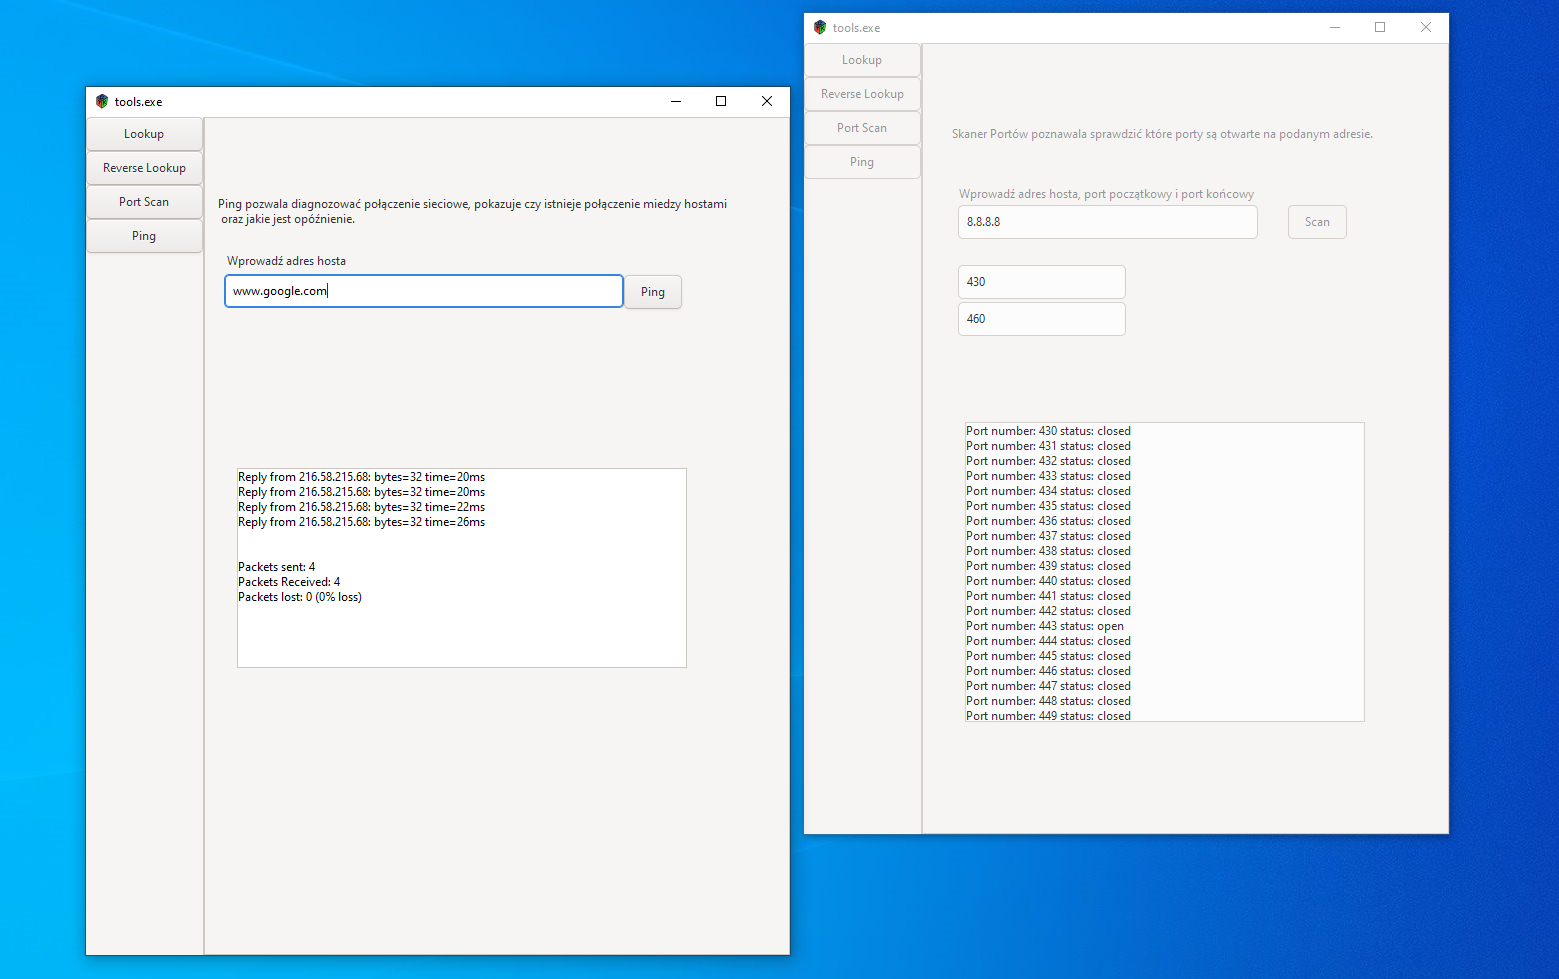 tools.exe
Lookup
Reverse Lookup
Port Scan
Ping
Ping pozwala diagnozować połączenie sieciowe, pokazuje czy istnieje połączenie miedzy hostami
oraz jakie jest opóźnienie.
Wprowadź adres hosta
www.google.com
Ping
Reply from 216.58.215.68: bytes=32 time=20ms
Reply from 216.58.215.68: bytes=32 time=20ms
Reply from 216.58.215.68: bytes=32 time=22ms
Reply from 216.58.215.68: bytes=32 time=26ms
Packets sent: 4
Packets Received: 4
Packets lost: 0 (0% loss)
tools.exe
Lookup
Reverse Lookup
Port Scan
Ping
Skaner Portów poznawala sprawdzić które porty są otwarte na podanym adresie.
Wprowadź adres hosta, port początkowy i port końcowy
8.8.8.8
Scan
430
460
Port number: 430 status: closed
Port number: 431 status: closed
Port number: 432 status: closed
Port number: 433 status: closed
Port number: 434 status: closed
Port number: 435 status: closed
Port number: 436 status: closed
Port number: 437 status: closed
Port number: 438 status: closed
Port number: 439 status: closed
Port number: 440 status: closed
Port number: 441 status: closed
Port number: 442 status: closed
Port number: 443 status: open
Port number: 444 status: closed
Port number: 445 status: closed
Port number: 446 status: closed
Port number: 447 status: closed
Port number: 448 status: closed
Port number: 449 status: closed